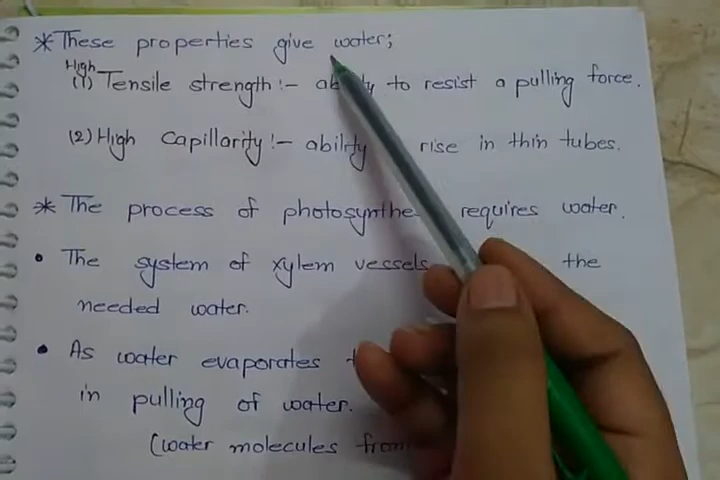 * These properties give water;
High
(1) Tensile strength :- ability to resist a pulling force.
(2) High Capillarity :- ability rise in thin tubes.
* The process of photosynthe requires water.
• The system of xylem vessels the
needed water.
• As water evaporates
in pulling of water.
(water molecules from